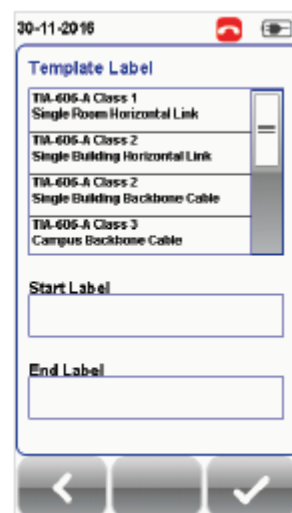 30-11-2016
Template Label
TIA-606-A Class 1
Single Room Horizontal Link
TIA-606-A Class 2
Single Building Horizontal Link
TIA-606-A Class 2
Single Building Backbone Cable
TIA-606-A Class 3
Campus Backbone Cable
Start Label
End Label